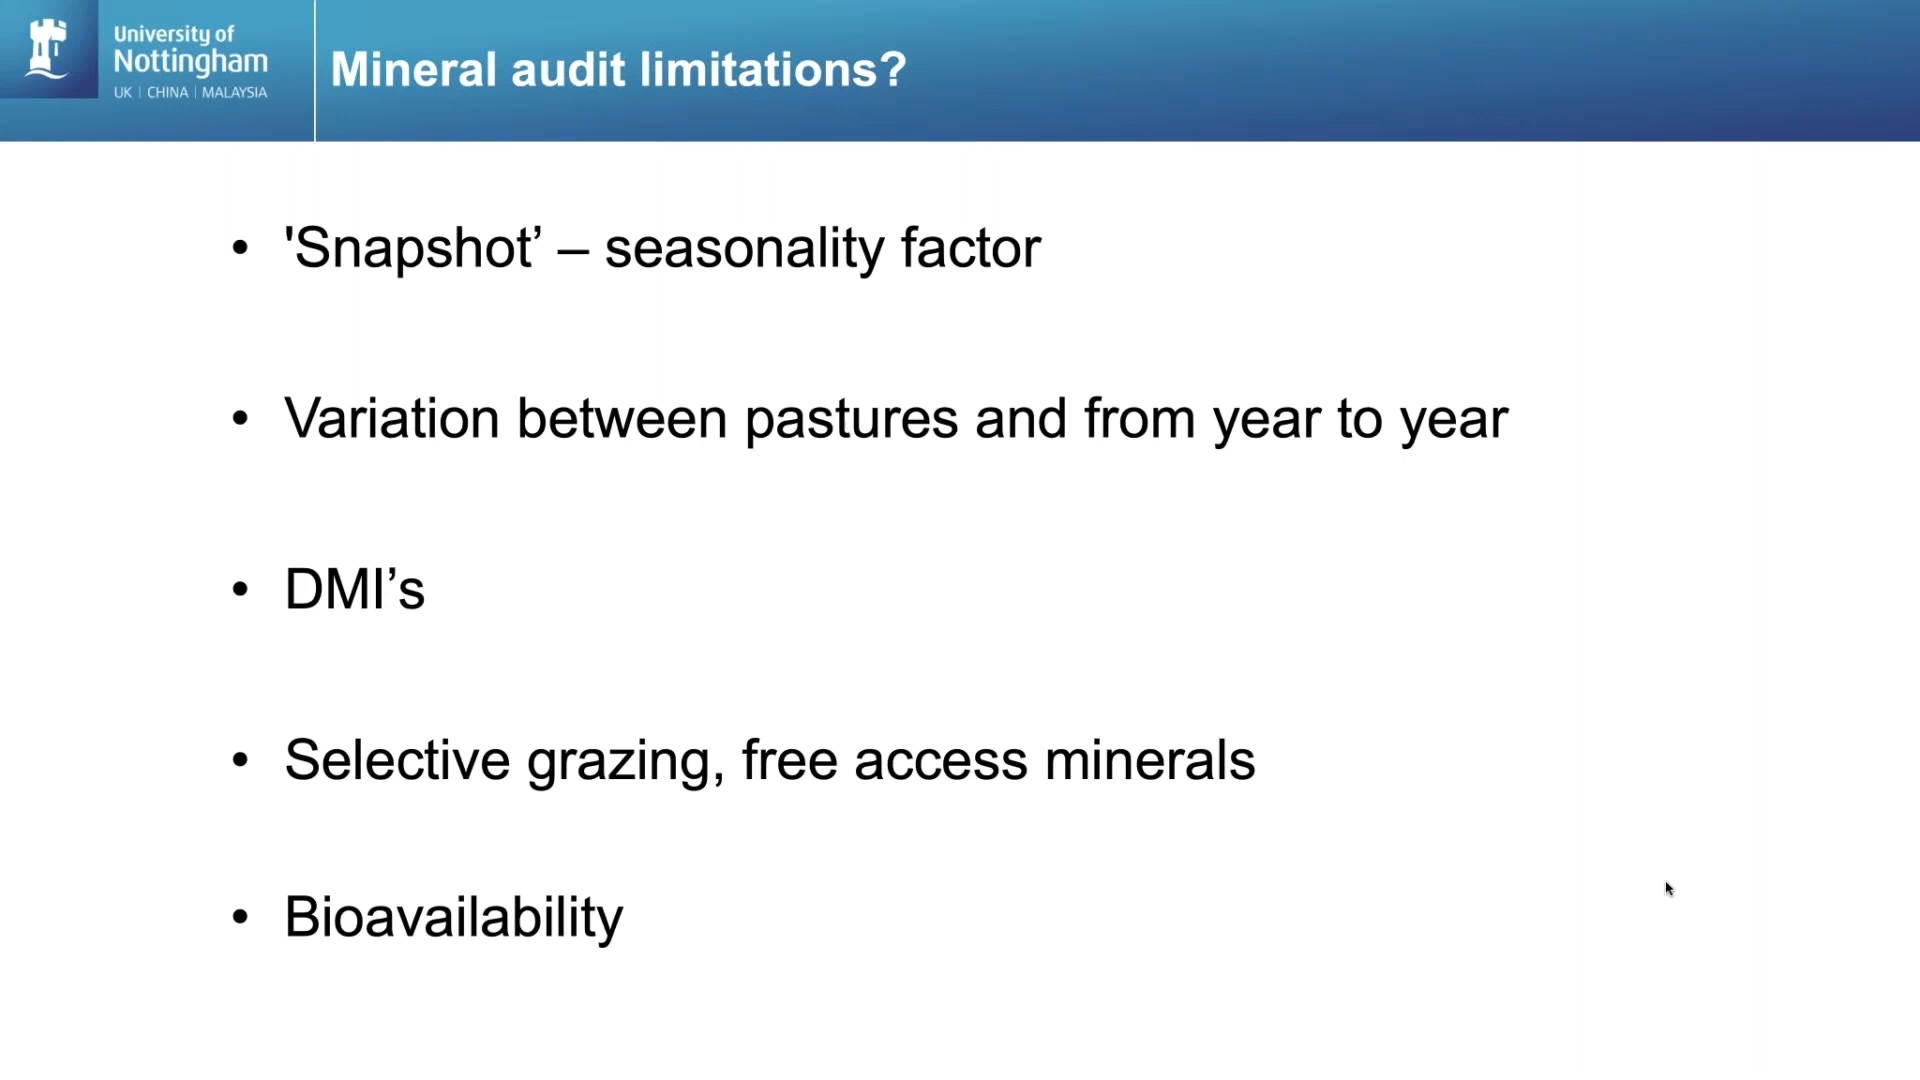 University of
Nottingham
UK | CHINA | MALAYSIA
Mineral audit limitations?
• 'Snapshot’ – seasonality factor
• Variation between pastures and from year to year
• DMI’s
• Selective grazing, free access minerals
• Bioavailability